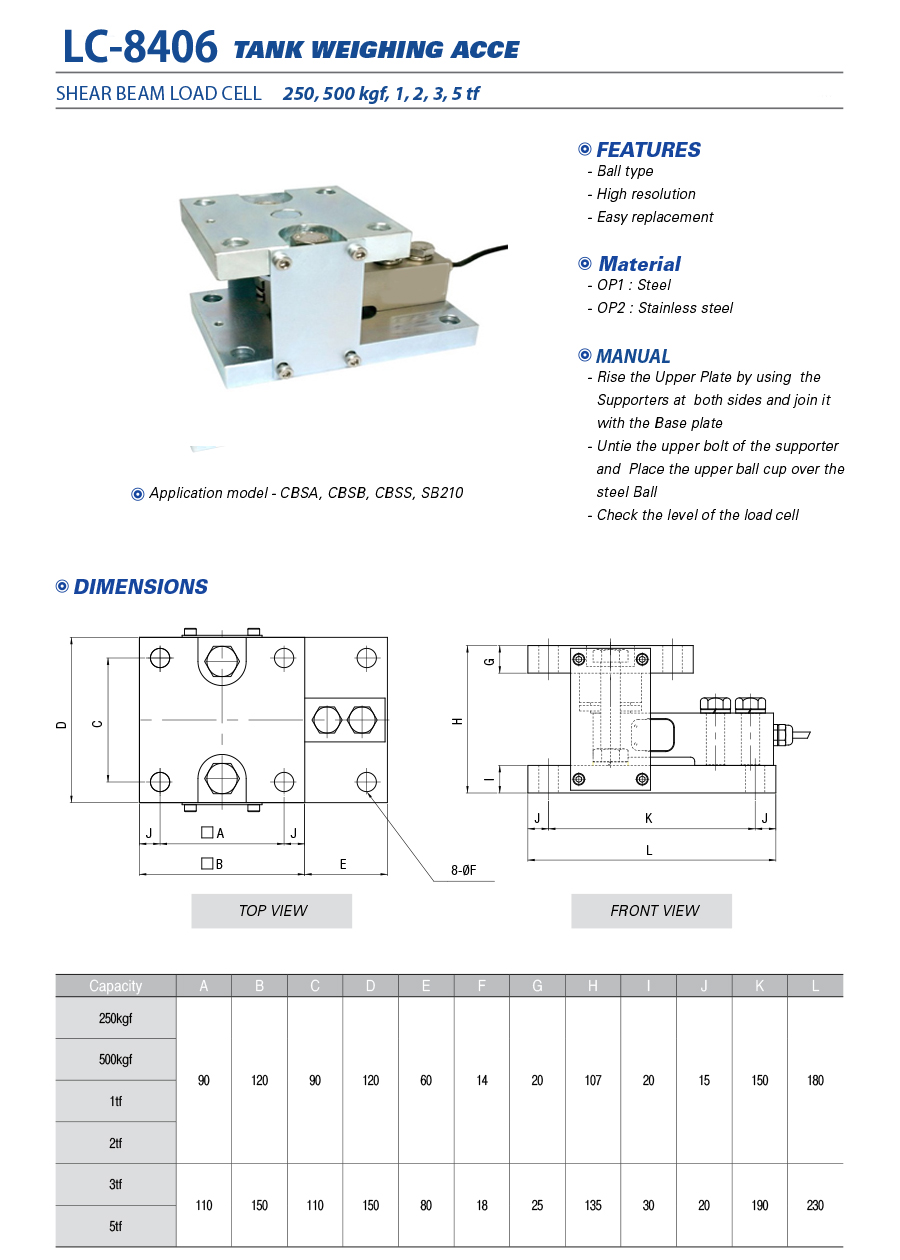 LC-8406 TANK WEIGHING ACCE
SHEAR BEAM LOAD CELL 250, 500 kgf, 1, 2, 3, 5 tf
FEATURES
- Ball type
- High resolution
- Easy replacement
Material
- OP1 : Steel
- OP2 : Stainless steel
MANUAL
- Rise the Upper Plate by using the
Supporters at both sides and join it
with the Base plate
- Untie the upper bolt of the supporter
and Place the upper ball cup over the
steel Ball
- Check the level of the load cell
Application model - CBSA, CBSB, CBSS, SB210
DIMENSIONS
D
C
J
□ A
J
□ B
E
8-ØF
TOP VIEW
G
H
I
J
K
J
L
FRONT VIEW
Capacity A B C D E F G H I J K L
250kgf
500kgf
90 120 90 120 60 14 20 107 20 15 150 180
1tf
2tf
3tf
110 150 110 150 80 18 25 135 30 20 190 230
5tf